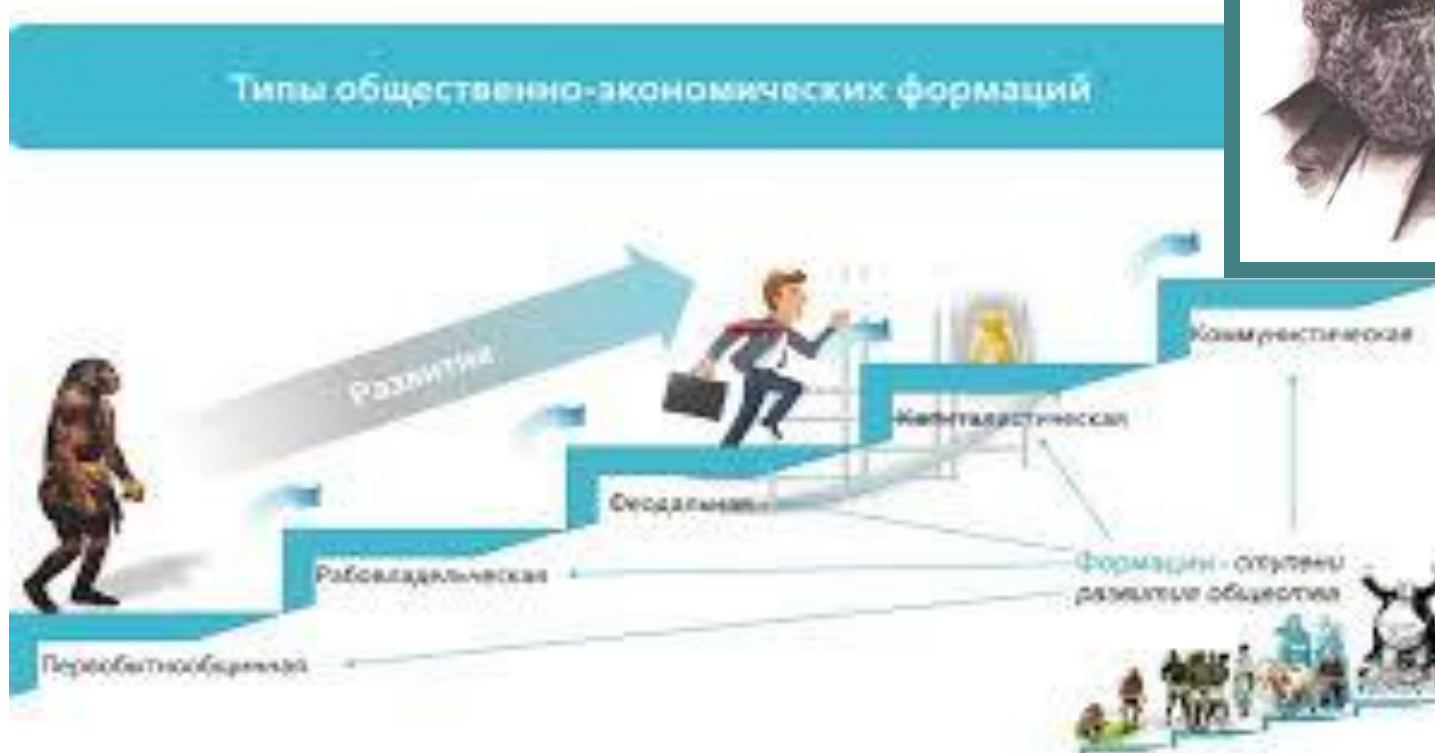 Типы общественно-экономических формаций
Развитие
Коммунистическая
Капиталистическая
Феодальная
Рабовладельческая
Первобытнообщинная
Формации - ступени
развития общества